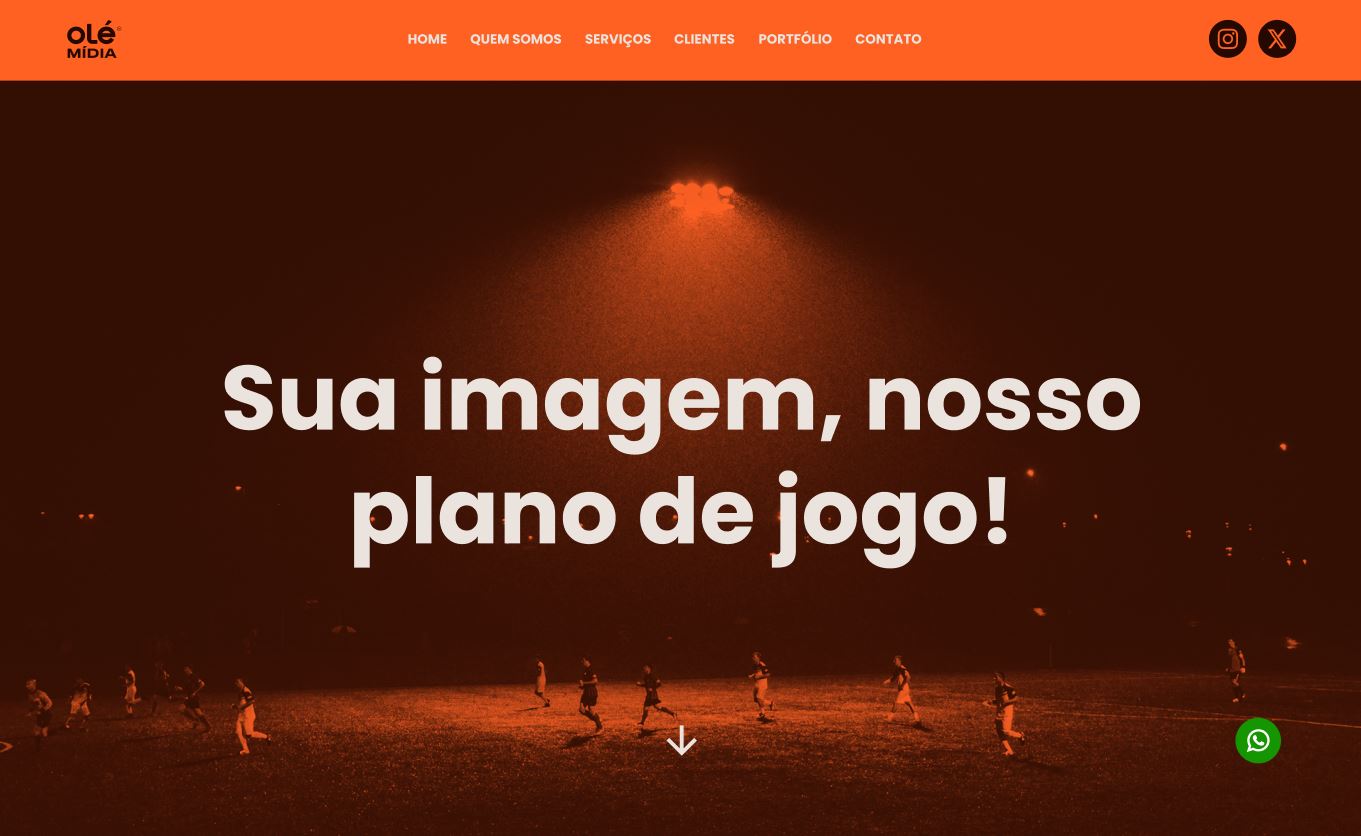 olé®
MÍDIA
HOME QUEM SOMOS SERVIÇOS CLIENTES PORTFÓLIO CONTATO
Sua imagem, nosso
plano de jogo!